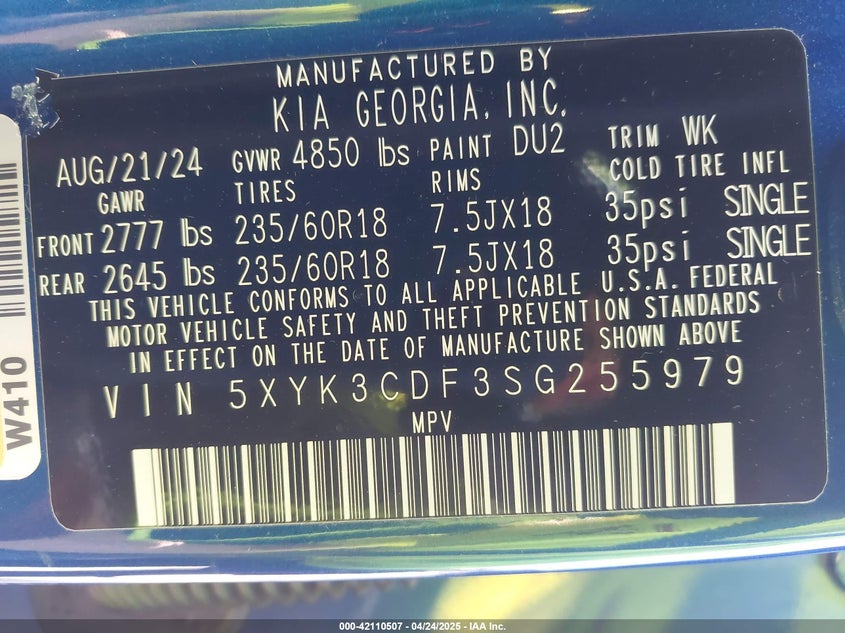 MANUFACTURED BY
KIA GEORGIA, INC.
AUG/21/24 GVWR 4850 lbs PAINT DU2 TRIM WK
GAWR TIRES RIMS COLD TIRE INFL
FRONT 2777 lbs 235/60R18 7.5JX18 35psi SINGLE
REAR 2645 lbs 235/60R18 7.5JX18 35psi SINGLE
THIS VEHICLE CONFORMS TO ALL APPLICABLE U.S.A. FEDERAL
MOTOR VEHICLE SAFETY AND THEFT PREVENTION STANDARDS
IN EFFECT ON THE DATE OF MANUFACTURE SHOWN ABOVE
VIN 5XYK3CDF3SG255979
MPV
W410
000-42110507 - 04/24/2025 - IAA Inc.